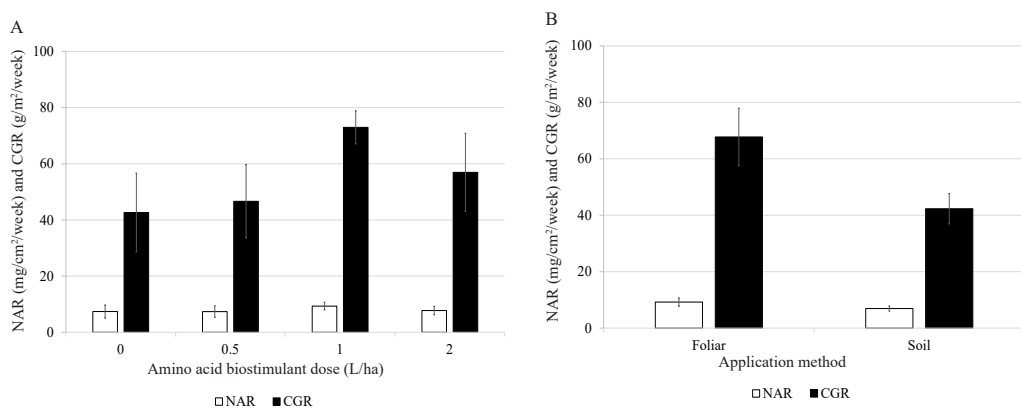 A
NAR (mg/cm²/week) and CGR (g/m²/week)
100
80
60
40
20
0
0 0.5 1 2
Amino acid biostimulant dose (L/ha)
NAR CGR
B
NAR (mg/cm²/week) and CGR (g/m²/week)
100
80
60
40
20
0
Foliar Soil
Application method
NAR CGR